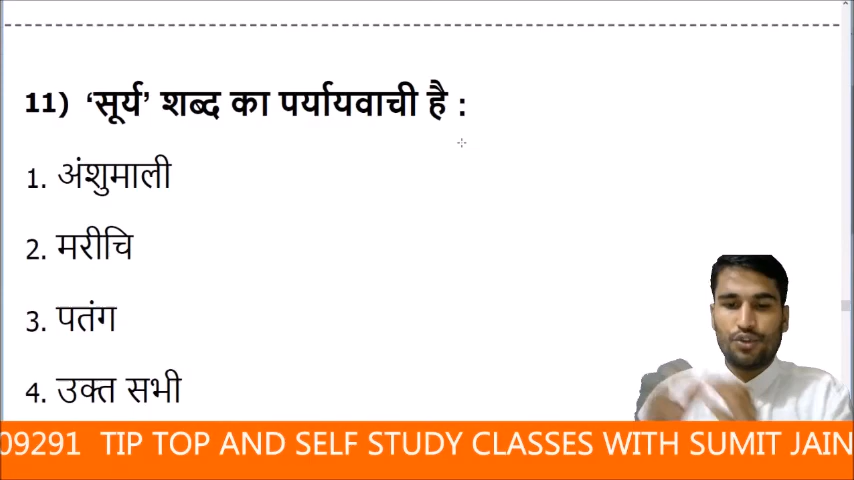 11) ‘सूर्य’ शब्द का पर्यायवाची है :
1. अंशुमाली
2. मरीचि
3. पतंग
4. उक्त सभी
09291 TIP TOP AND SELF STUDY CLASSES WITH SUMIT JAIN